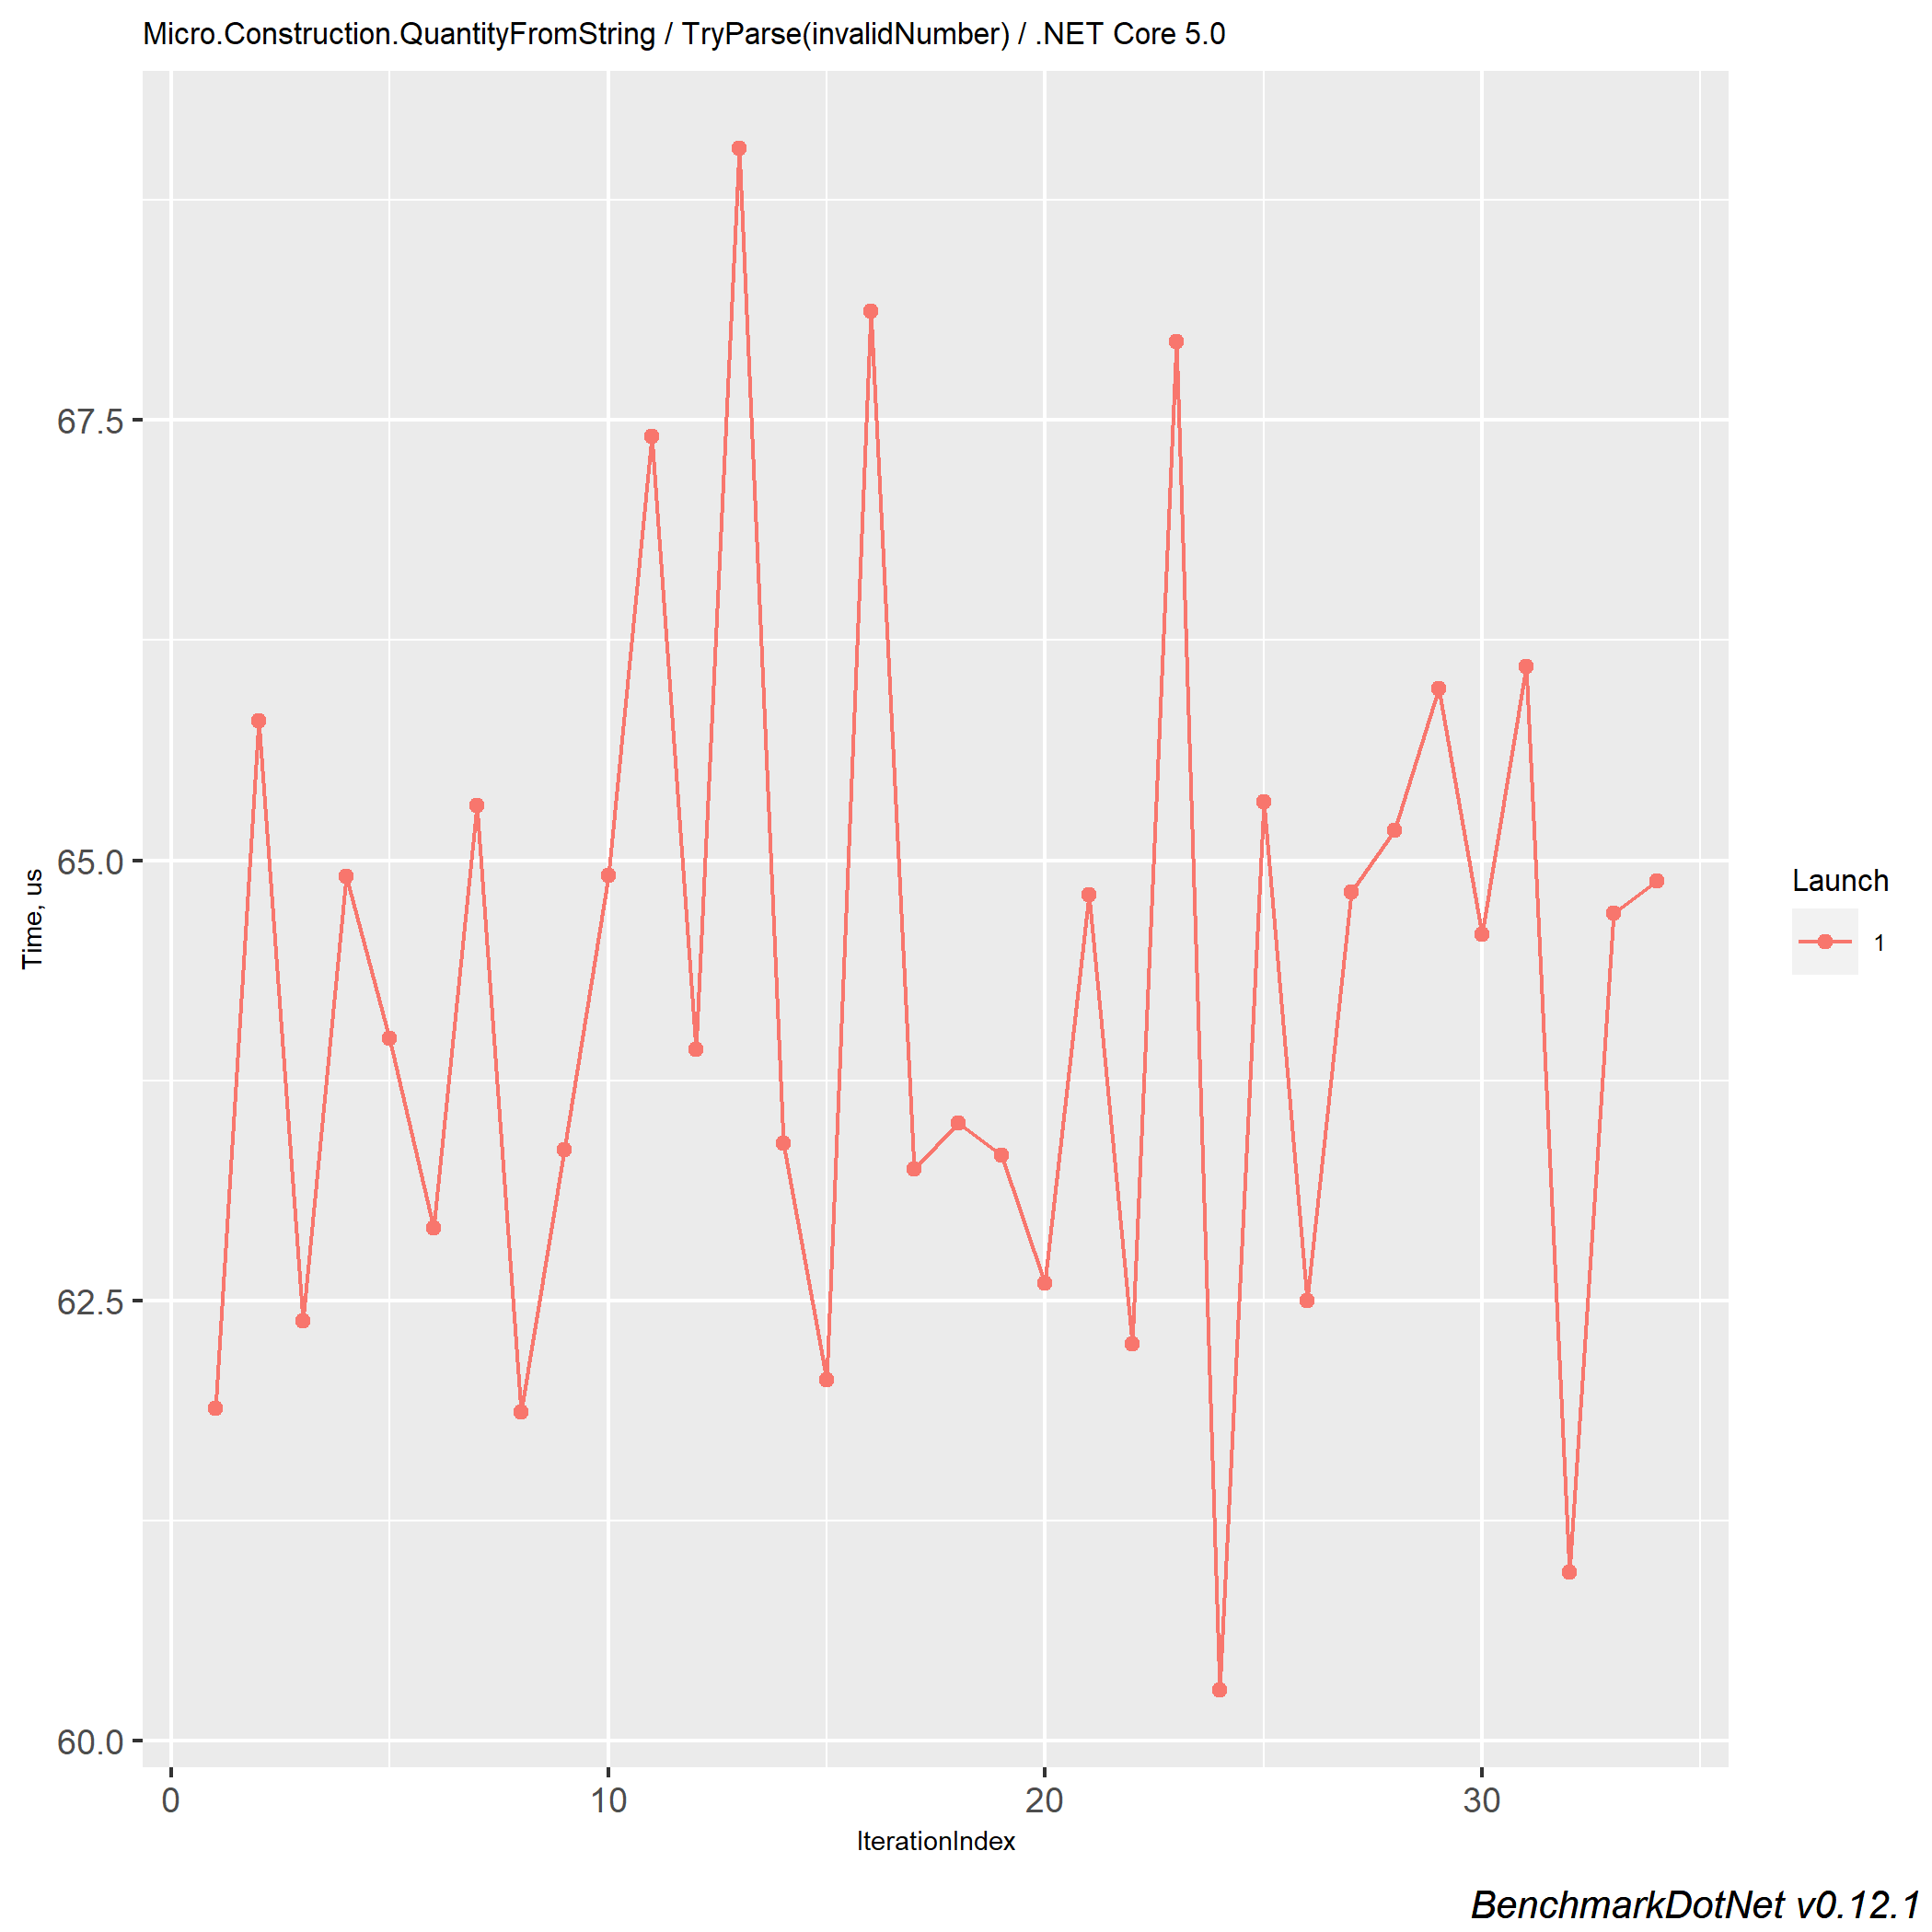 Micro.Construction.QuantityFromString / TryParse(invalidNumber) / .NET Core 5.0
67.5
65.0
62.5
60.0
Time, us
0 10 20 30
IterationIndex
Launch
1
BenchmarkDotNet v0.12.1